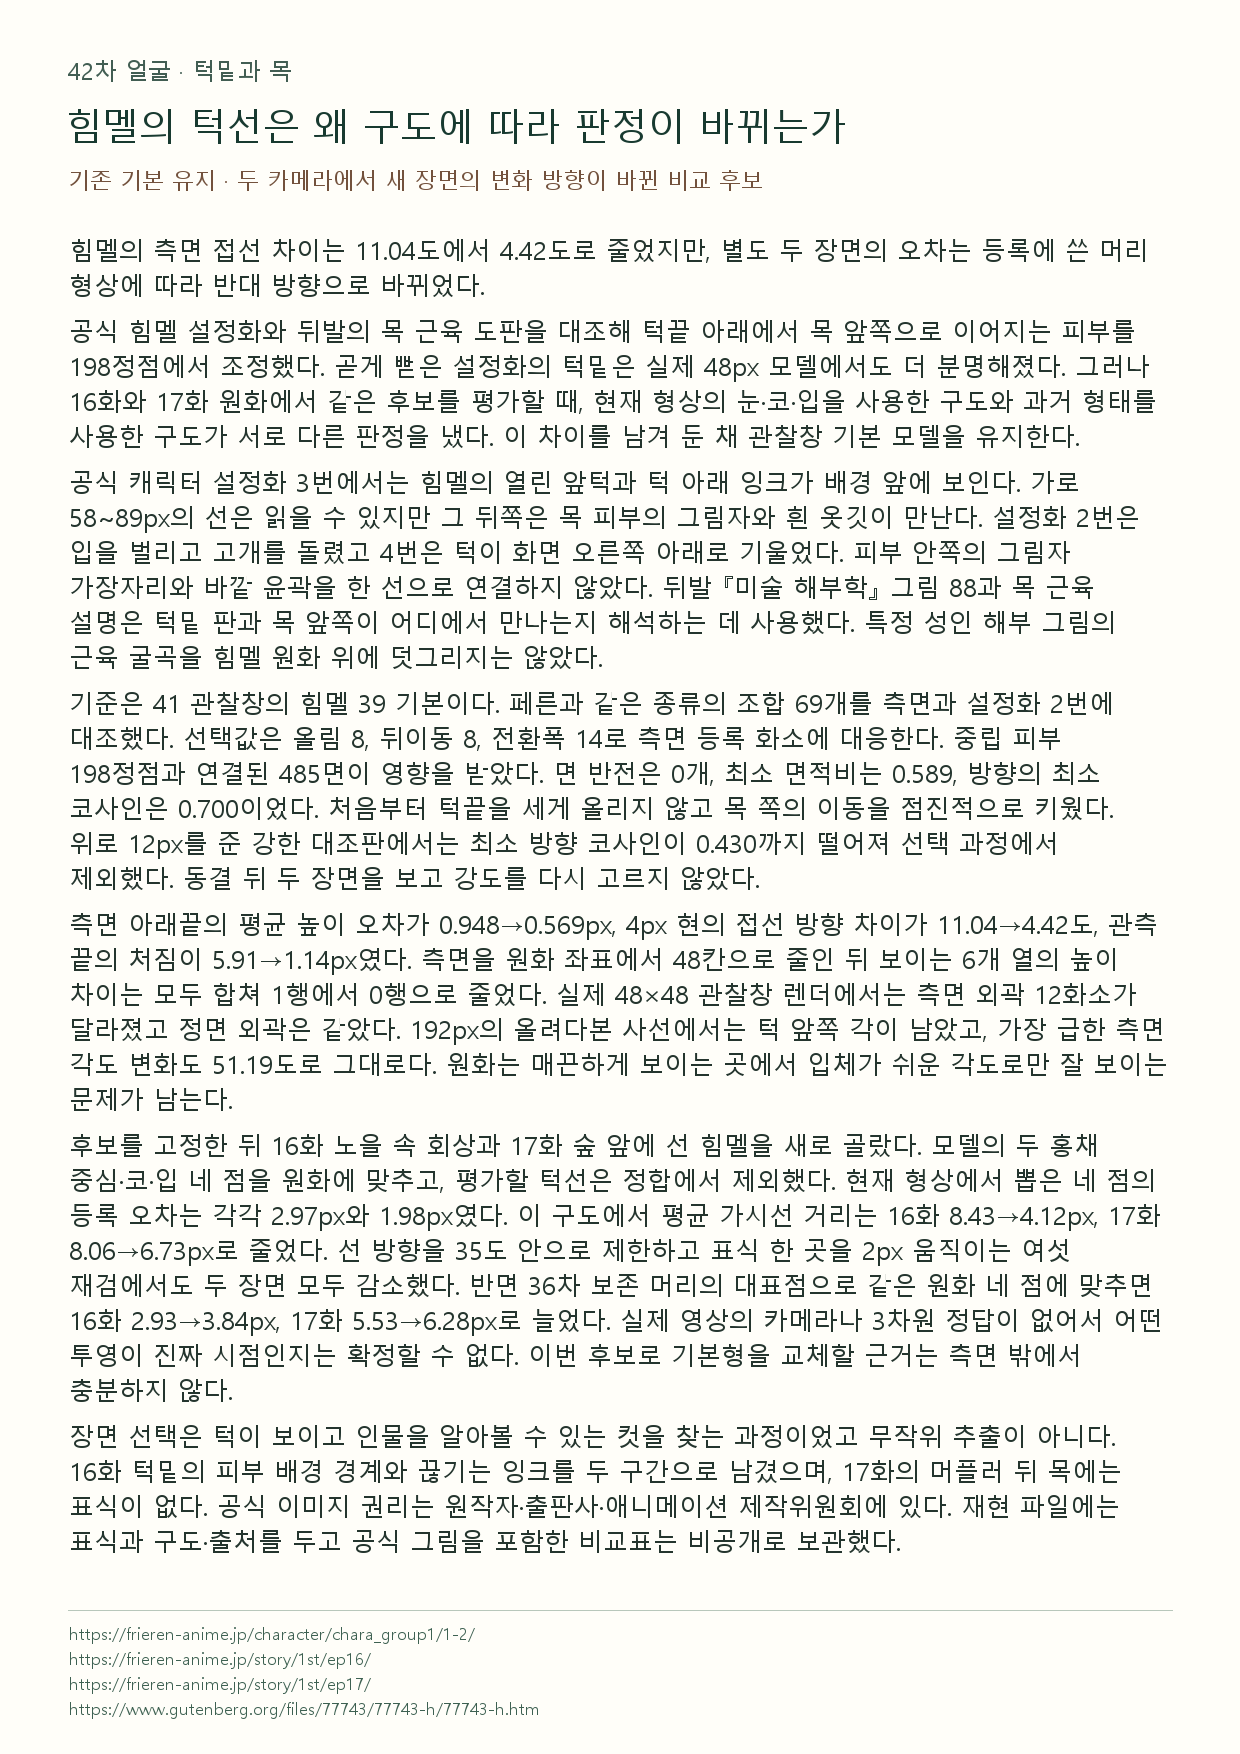 42차 얼굴 · 턱밑과 목
힘멜의 턱선은 왜 구도에 따라 판정이 바뀌는가
기존 기본 유지 · 두 카메라에서 새 장면의 변화 방향이 바뀐 비교 후보
힘멜의 측면 접선 차이는 11.04도에서 4.42도로 줄었지만, 별도 두 장면의 오차는 등록에 쓴 머리
형상에 따라 반대 방향으로 바뀌었다.
공식 힘멜 설정화와 뒤발의 목 근육 도판을 대조해 턱끝 아래에서 목 앞쪽으로 이어지는 피부를
198정점에서 조정했다. 곧게 뻗은 설정화의 턱밑은 실제 48px 모델에서도 더 분명해졌다. 그러나
16화와 17화 원화에서 같은 후보를 평가할 때, 현재 형상의 눈·코·입을 사용한 구도와 과거 형태를
사용한 구도가 서로 다른 판정을 냈다. 이 차이를 남겨 둔 채 관찰창 기본 모델을 유지한다.
공식 캐릭터 설정화 3번에서는 힘멜의 열린 앞턱과 턱 아래 잉크가 배경 앞에 보인다. 가로
58~89px의 선은 읽을 수 있지만 그 뒤쪽은 목 피부의 그림자와 흰 옷깃이 만난다. 설정화 2번은
입을 벌리고 고개를 돌렸고 4번은 턱이 화면 오른쪽 아래로 기울었다. 피부 안쪽의 그림자
가장자리와 바깥 윤곽을 한 선으로 연결하지 않았다. 뒤발 『미술 해부학』 그림 88과 목 근육
설명은 턱밑 판과 목 앞쪽이 어디에서 만나는지 해석하는 데 사용했다. 특정 성인 해부 그림의
근육 굴곡을 힘멜 원화 위에 덧그리지는 않았다.
기준은 41 관찰창의 힘멜 39 기본이다. 페른과 같은 종류의 조합 69개를 측면과 설정화 2번에
대조했다. 선택값은 올림 8, 뒤이동 8, 전환폭 14로 측면 등록 화소에 대응한다. 중립 피부
198정점과 연결된 485면이 영향을 받았다. 면 반전은 0개, 최소 면적비는 0.589, 방향의 최소
코사인은 0.700이었다. 처음부터 턱끝을 세게 올리지 않고 목 쪽의 이동을 점진적으로 키웠다.
위로 12px를 준 강한 대조판에서는 최소 방향 코사인이 0.430까지 떨어져 선택 과정에서
제외했다. 동결 뒤 두 장면을 보고 강도를 다시 고르지 않았다.
측면 아래끝의 평균 높이 오차가 0.948→0.569px, 4px 현의 접선 방향 차이가 11.04→4.42도, 관측
끝의 처짐이 5.91→1.14px였다. 측면을 원화 좌표에서 48칸으로 줄인 뒤 보이는 6개 열의 높이
차이는 모두 합쳐 1행에서 0행으로 줄었다. 실제 48×48 관찰창 렌더에서는 측면 외곽 12화소가
달라졌고 정면 외곽은 같았다. 192px의 올려다본 사선에서는 턱 앞쪽 각이 남았고, 가장 급한 측면
각도 변화도 51.19도로 그대로다. 원화는 매끈하게 보이는 곳에서 입체가 쉬운 각도로만 잘 보이는
문제가 남는다.
후보를 고정한 뒤 16화 노을 속 회상과 17화 숲 앞에 선 힘멜을 새로 골랐다. 모델의 두 홍채
중심·코·입 네 점을 원화에 맞추고, 평가할 턱선은 정합에서 제외했다. 현재 형상에서 뽑은 네 점의
등록 오차는 각각 2.97px와 1.98px였다. 이 구도에서 평균 가시선 거리는 16화 8.43→4.12px, 17화
8.06→6.73px로 줄었다. 선 방향을 35도 안으로 제한하고 표식 한 곳을 2px 움직이는 여섯
재검에서도 두 장면 모두 감소했다. 반면 36차 보존 머리의 대표점으로 같은 원화 네 점에 맞추면
16화 2.93→3.84px, 17화 5.53→6.28px로 늘었다. 실제 영상의 카메라나 3차원 정답이 없어서 어떤
투영이 진짜 시점인지는 확정할 수 없다. 이번 후보로 기본형을 교체할 근거는 측면 밖에서
충분하지 않다.
장면 선택은 턱이 보이고 인물을 알아볼 수 있는 컷을 찾는 과정이었고 무작위 추출이 아니다.
16화 턱밑의 피부 배경 경계와 끊기는 잉크를 두 구간으로 남겼으며, 17화의 머플러 뒤 목에는
표식이 없다. 공식 이미지 권리는 원작자·출판사·애니메이션 제작위원회에 있다. 재현 파일에는
표식과 구도·출처를 두고 공식 그림을 포함한 비교표는 비공개로 보관했다.
https://frieren-anime.jp/character/chara_group1/1-2/
https://frieren-anime.jp/story/1st/ep16/
https://frieren-anime.jp/story/1st/ep17/
https://www.gutenberg.org/files/77743/77743-h/77743-h.htm